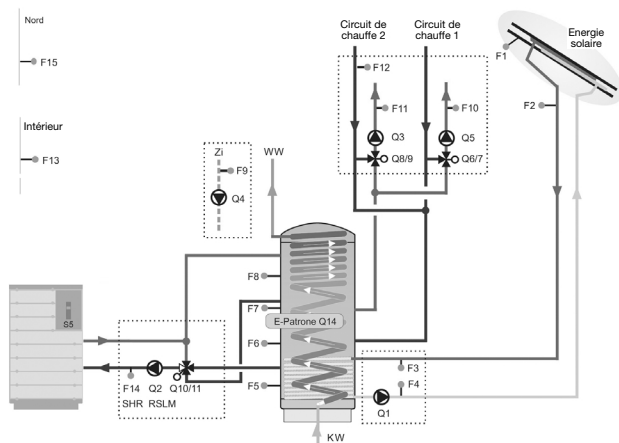 Nord
F15
Intérieur
F13
Circuit de
chauffe 2
Circuit de
chauffe 1
Energie
solaire
F1
F2
F12
F11
F10
Q3
Q5
Q8/9
Q6/7
Zi
F9
Q4
WW
F8
F7
E-Patrone Q14
F6
F5
S5
F14
Q2
Q10/11
SHR RSLM
F3
F4
Q1
KW